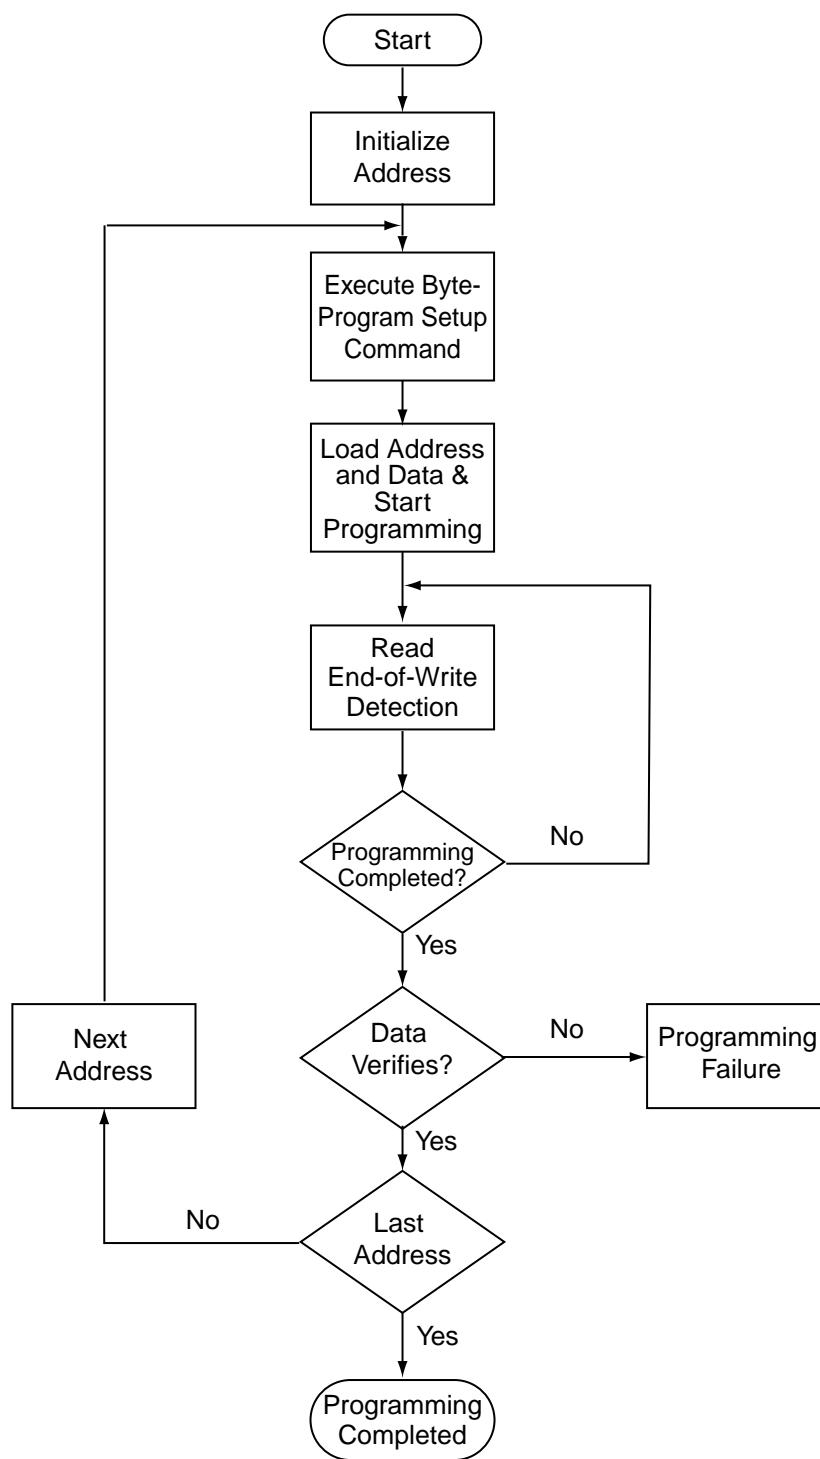 Start
Initialize
Address
Execute Byte-
Program Setup
Command
Load Address
and Data &
Start
Programming
Read
End-of-Write
Detection
Programming
Completed?
No
Yes
Next
Address
Data
Verifies?
No
Programming
Failure
Yes
No
Last
Address
Yes
Programming
Completed